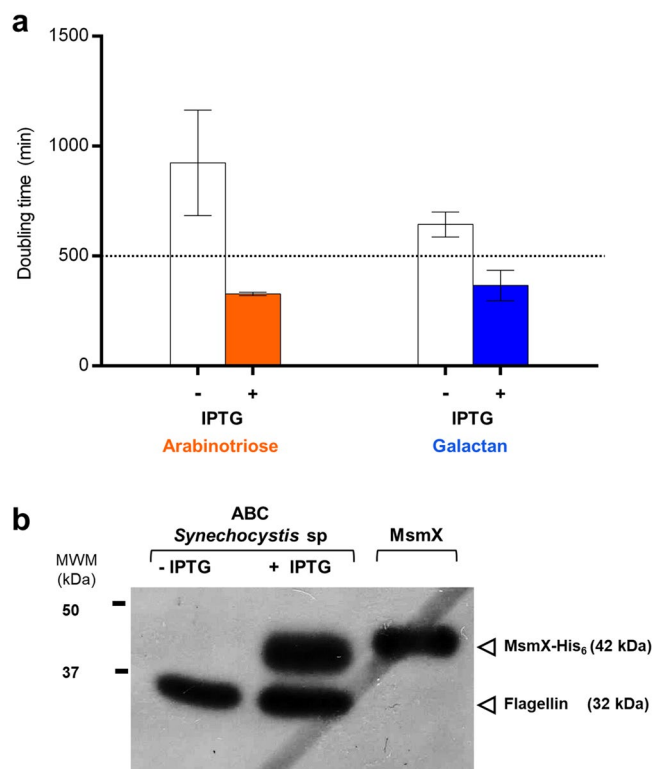 a
1500
1000
500
0
Doubling time (min)
- + - +
IPTG IPTG
Arabinotriose Galactan
b
ABC
Synechocystis sp MsmX
MWM
(kDa)
- IPTG + IPTG
50
37
MsmX-His₆ (42 kDa)
Flagellin (32 kDa)